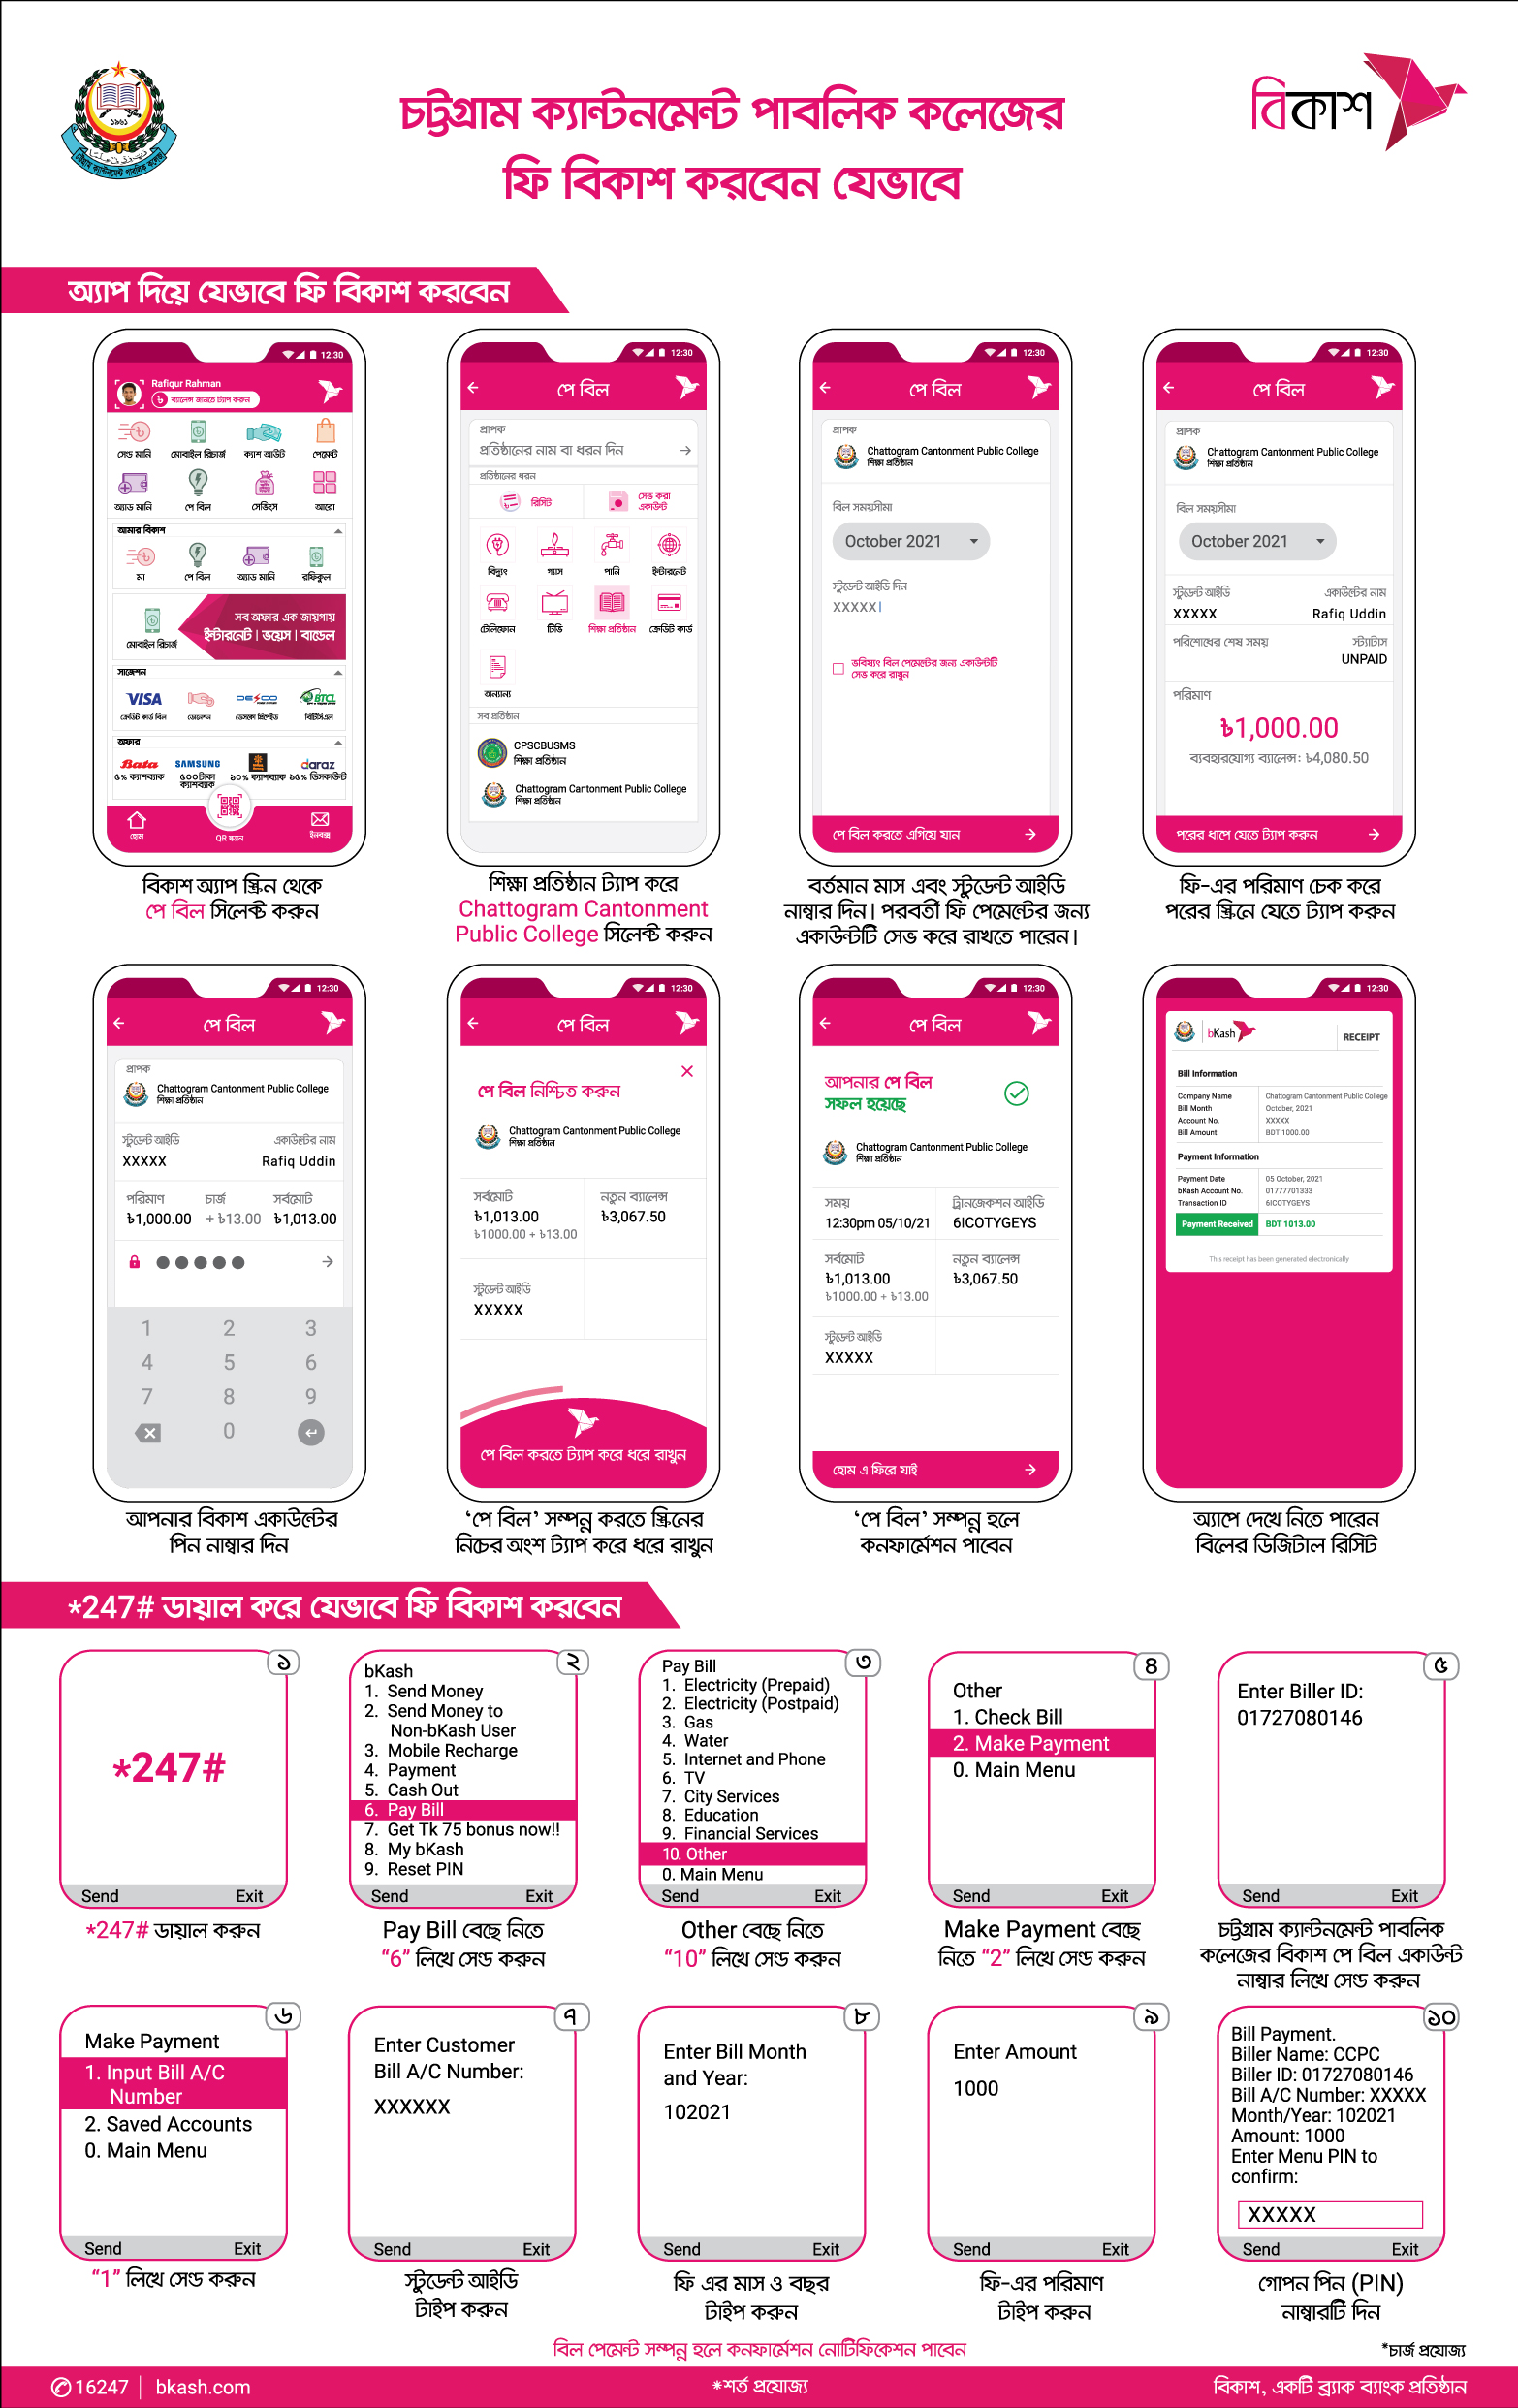 চট্টগ্রাম ক্যান্টনমেন্ট পাবলিক কলেজের
ফি বিকাশ করবেন যেভাবে
১৯৬১
চট্টগ্রাম ক্যান্টনমেন্ট পাবলিক কলেজ
বিকাশ
অ্যাপ দিয়ে যেভাবে ফি বিকাশ করবেন
12:30
Rafiqur Rahman
ব্যালেন্স জানতে ট্যাপ করুন
সেন্ড মানি মোবাইল রিচার্জ ক্যাশ আউট পেমেন্ট
অ্যাড মানি পে বিল সেভিংস আরো
আমার বিকাশ
মা পে বিল অ্যাড মানি রফিকুল
মোবাইল রিচার্জ
সব অফার এক জায়গায়
ইন্টারনেট | ভয়েস | বান্ডেল
সাজেশন
VISA DESCO BTCL
ক্রেডিট কার্ড বিল ডোনেশন ডেসকো প্রিপেইড বিটিসিএল
অফার
Bata SAMSUNG daraz
৫% ক্যাশব্যাক ৫০০টাকা ক্যাশব্যাক ১০% ক্যাশব্যাক ১৫% ডিসকাউন্ট
হোম QR স্ক্যান ইনবক্স
বিকাশ অ্যাপ স্ক্রিন থেকে
পে বিল সিলেক্ট করুন
12:30
পে বিল
প্রাপক
প্রতিষ্ঠানের নাম বা ধরন দিন
প্রতিষ্ঠানের ধরন
রিসিট সেভ করা একাউন্ট
বিদ্যুৎ গ্যাস পানি ইন্টারনেট
টেলিফোন টিভি শিক্ষা প্রতিষ্ঠান ক্রেডিট কার্ড
অন্যান্য
সব প্রতিষ্ঠান
CPSCBUSMS
শিক্ষা প্রতিষ্ঠান
Chattogram Cantonment Public College
শিক্ষা প্রতিষ্ঠান
শিক্ষা প্রতিষ্ঠান ট্যাপ করে
Chattogram Cantonment
Public College সিলেক্ট করুন
12:30
পে বিল
প্রাপক
Chattogram Cantonment Public College
শিক্ষা প্রতিষ্ঠান
বিল সময়সীমা
October 2021
স্টুডেন্ট আইডি দিন
XXXXX
ভবিষ্যৎ বিল পেমেন্টের জন্য একাউন্টটি
সেভ করে রাখুন
পে বিল করতে এগিয়ে যান
বর্তমান মাস এবং স্টুডেন্ট আইডি
নাম্বার দিন। পরবর্তী ফি পেমেন্টের জন্য
একাউন্টটি সেভ করে রাখতে পারেন।
12:30
পে বিল
প্রাপক
Chattogram Cantonment Public College
শিক্ষা প্রতিষ্ঠান
বিল সময়সীমা
October 2021
স্টুডেন্ট আইডি একাউন্টের নাম
XXXXX Rafiq Uddin
পরিশোধের শেষ সময় স্ট্যাটাস
UNPAID
পরিমাণ
৳1,000.00
ব্যবহারযোগ্য ব্যালেন্স: ৳4,080.50
পরের ধাপে যেতে ট্যাপ করুন
ফি-এর পরিমাণ চেক করে
পরের স্ক্রিনে যেতে ট্যাপ করুন
12:30
পে বিল
প্রাপক
Chattogram Cantonment Public College
শিক্ষা প্রতিষ্ঠান
স্টুডেন্ট আইডি একাউন্টের নাম
XXXXX Rafiq Uddin
পরিমাণ চার্জ সর্বমোট
৳1,000.00 + ৳13.00 ৳1,013.00
1 2 3
4 5 6
7 8 9
0
আপনার বিকাশ একাউন্টের
পিন নাম্বার দিন
12:30
পে বিল
পে বিল নিশ্চিত করুন
Chattogram Cantonment Public College
শিক্ষা প্রতিষ্ঠান
সর্বমোট নতুন ব্যালেন্স
৳1,013.00 ৳3,067.50
৳1000.00 + ৳13.00
স্টুডেন্ট আইডি
XXXXX
পে বিল করতে ট্যাপ করে ধরে রাখুন
‘পে বিল’ সম্পন্ন করতে স্ক্রিনের
নিচের অংশ ট্যাপ করে ধরে রাখুন
12:30
পে বিল
আপনার পে বিল
সফল হয়েছে
Chattogram Cantonment Public College
শিক্ষা প্রতিষ্ঠান
সময় ট্রানজেকশন আইডি
12:30pm 05/10/21 6ICOTYGEYS
সর্বমোট নতুন ব্যালেন্স
৳1,013.00 ৳3,067.50
৳1000.00 + ৳13.00
স্টুডেন্ট আইডি
XXXXX
হোম এ ফিরে যাই
‘পে বিল’ সম্পন্ন হলে
কনফার্মেশন পাবেন
12:30
bKash RECEIPT
Bill Information
Company Name Chattogram Cantonment Public College
Bill Month October, 2021
Account No. XXXXX
Bill Amount BDT 1000.00
Payment Information
Payment Date 05 October, 2021
bKash Account No. 01777701333
Transaction ID 6ICOTYGEYS
Payment Received BDT 1013.00
This receipt has been generated electronically
অ্যাপে দেখে নিতে পারেন
বিলের ডিজিটাল রিসিট
*247# ডায়াল করে যেভাবে ফি বিকাশ করবেন
১
*247#
Send Exit
*247# ডায়াল করুন
২
bKash
1. Send Money
2. Send Money to
Non-bKash User
3. Mobile Recharge
4. Payment
5. Cash Out
6. Pay Bill
7. Get Tk 75 bonus now!!
8. My bKash
9. Reset PIN
Send Exit
Pay Bill বেছে নিতে
“6” লিখে সেন্ড করুন
৩
Pay Bill
1. Electricity (Prepaid)
2. Electricity (Postpaid)
3. Gas
4. Water
5. Internet and Phone
6. TV
7. City Services
8. Education
9. Financial Services
10. Other
0. Main Menu
Send Exit
Other বেছে নিতে
“10” লিখে সেন্ড করুন
৪
Other
1. Check Bill
2. Make Payment
0. Main Menu
Send Exit
Make Payment বেছে
নিতে “2” লিখে সেন্ড করুন
৫
Enter Biller ID:
01727080146
Send Exit
চট্টগ্রাম ক্যান্টনমেন্ট পাবলিক
কলেজের বিকাশ পে বিল একাউন্ট
নাম্বার লিখে সেন্ড করুন
৬
Make Payment
1. Input Bill A/C
Number
2. Saved Accounts
0. Main Menu
Send Exit
“1” লিখে সেন্ড করুন
৭
Enter Customer
Bill A/C Number:
XXXXXX
Send Exit
স্টুডেন্ট আইডি
টাইপ করুন
৮
Enter Bill Month
and Year:
102021
Send Exit
ফি এর মাস ও বছর
টাইপ করুন
৯
Enter Amount
1000
Send Exit
ফি-এর পরিমাণ
টাইপ করুন
১০
Bill Payment.
Biller Name: CCPC
Biller ID: 01727080146
Bill A/C Number: XXXXX
Month/Year: 102021
Amount: 1000
Enter Menu PIN to
confirm:
XXXXX
Send Exit
গোপন পিন (PIN)
নাম্বারটি দিন
বিল পেমেন্ট সম্পন্ন হলে কনফার্মেশন নোটিফিকেশন পাবেন
*চার্জ প্রযোজ্য
16247 | bkash.com
*শর্ত প্রযোজ্য
বিকাশ, একটি ব্র্যাক ব্যাংক প্রতিষ্ঠান